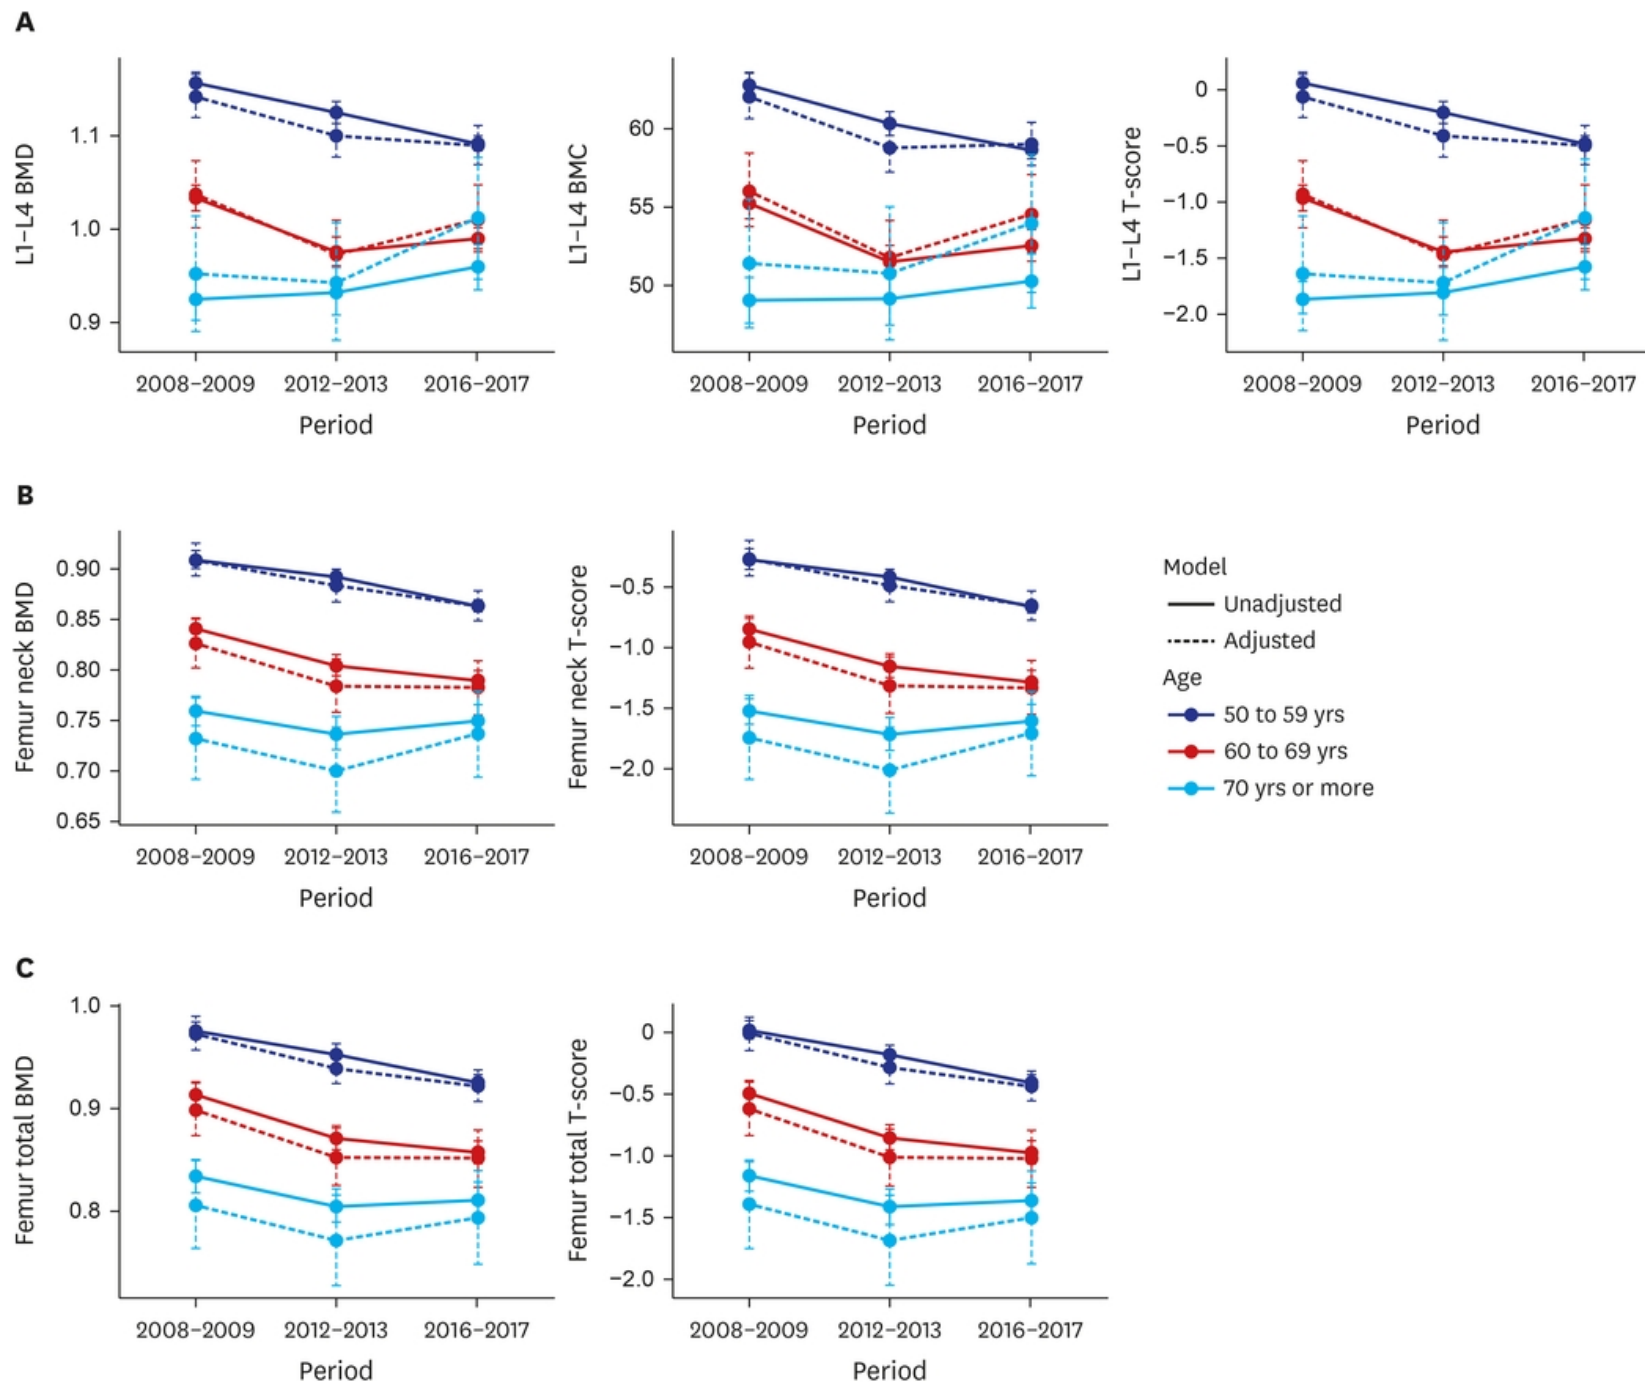 A
L1–L4 BMD
1.1
1.0
0.9
2008–2009 2012–2013 2016–2017
Period
L1–L4 BMC
60
55
50
2008–2009 2012–2013 2016–2017
Period
L1–L4 T-score
0
−0.5
−1.0
−1.5
−2.0
2008–2009 2012–2013 2016–2017
Period
B
Femur neck BMD
0.90
0.85
0.80
0.75
0.70
0.65
2008–2009 2012–2013 2016–2017
Period
Femur neck T-score
−0.5
−1.0
−1.5
−2.0
2008–2009 2012–2013 2016–2017
Period
Model
Unadjusted
Adjusted
Age
50 to 59 yrs
60 to 69 yrs
70 yrs or more
C
Femur total BMD
1.0
0.9
0.8
2008–2009 2012–2013 2016–2017
Period
Femur total T-score
0
−0.5
−1.0
−1.5
−2.0
2008–2009 2012–2013 2016–2017
Period